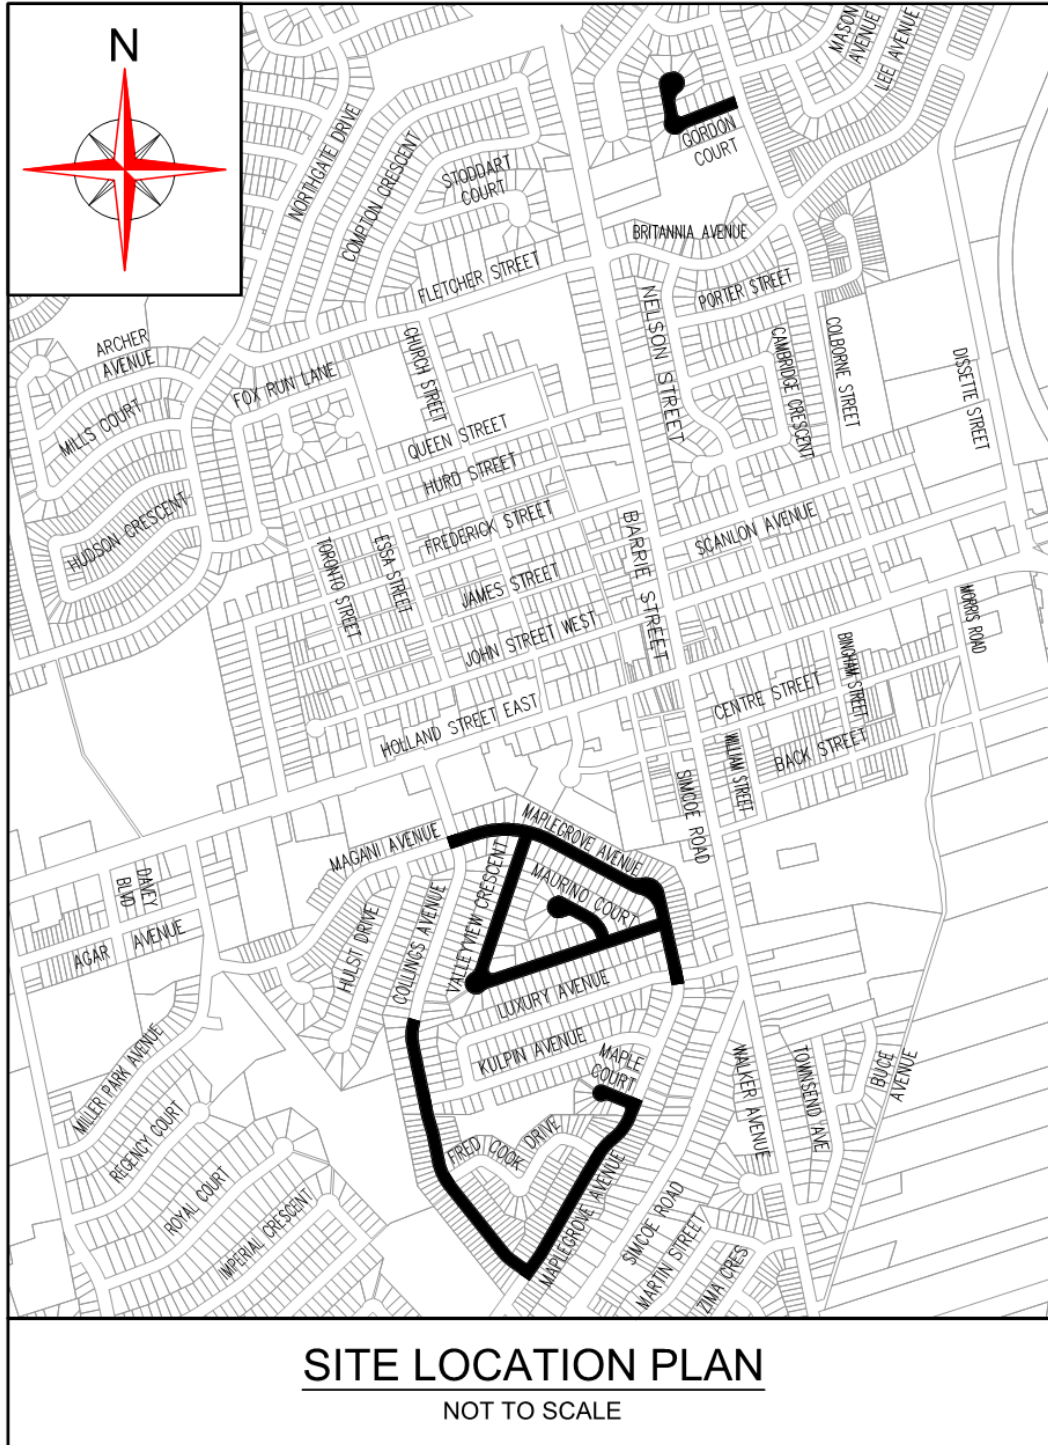 N
MASON
AVENUE
LEE AVENUE
GORDON
COURT
NORTHGATE DRIVE
COMPTON CRESCENT
STODDART
COURT
BRITANNIA AVENUE
FLETCHER STREET
PORTER STREET
NELSON STREET
ARCHER
AVENUE
CHURCH STREET
CAMBRIDGE CRESCENT
COLBORNE STREET
DISSETTE STREET
FOX RUN LANE
MILLS COURT
QUEEN STREET
HURD STREET
HUDSON CRESCENT
FREDERICK STREET
BARRIE STREET
SCANLON AVENUE
TORONTO STREET
ESSA STREET
JAMES STREET
JOHN STREET WEST
MORRIS ROAD
BINGHAM STREET
CENTRE STREET
HOLLAND STREET EAST
WILLIAM STREET
BACK STREET
SIMCOE ROAD
MAPLEGROVE AVENUE
MAGANI AVENUE
VALLEYVIEW CRESCENT
MAURINO COURT
DAVEY
BLVD
AGAR AVENUE
HULST DRIVE
COLLINGS AVENUE
LUXURY AVENUE
KULPIN AVENUE
MAPLE
COURT
MILLER PARK AVENUE
WALKER AVENUE
TOWNSEND AVE
BUCE
AVENUE
REGENCY COURT
FRED COOK DRIVE
ROYAL COURT
IMPERIAL CRESCENT
MAPLEGROVE AVENUE
SIMCOE ROAD
MARTIN STREET
ZIMA CRES
SITE LOCATION PLAN
NOT TO SCALE